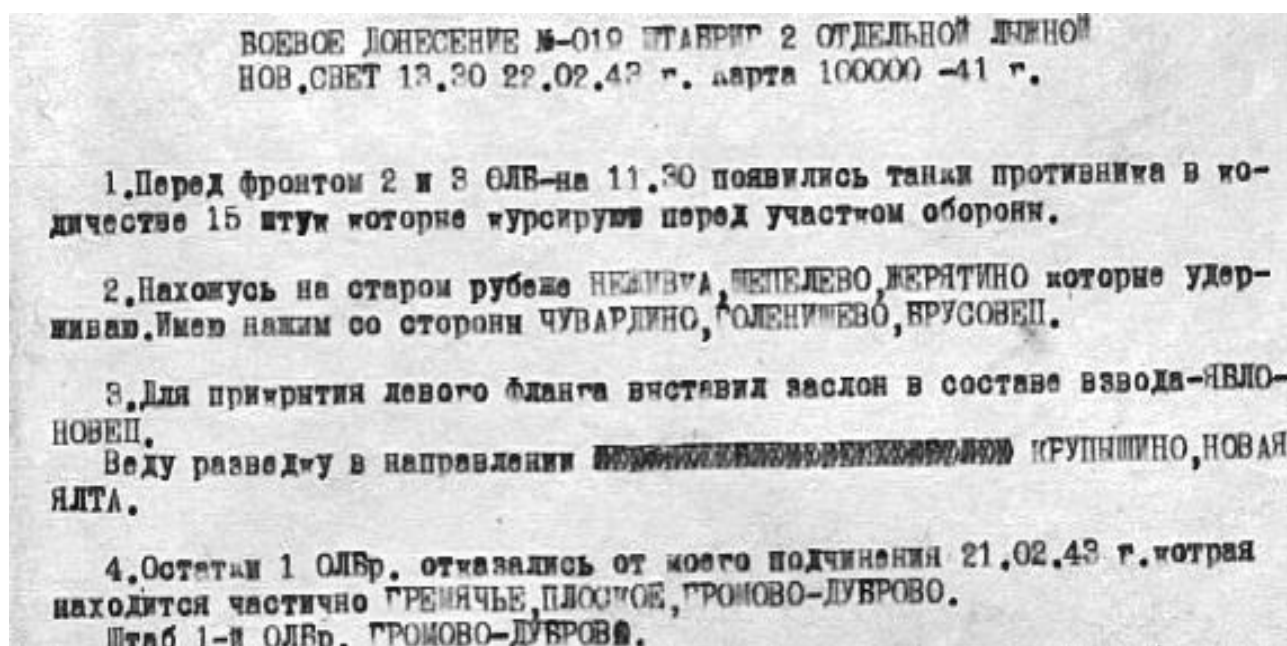 БОЕВОЕ ДОНЕСЕНИЕ №-019 ШТАБРИГ 2 ОТДЕЛЬНОЙ ЛЫЖНОЙ
НОВ.СВЕТ 13.30 22.02.43 г. карта 100000 -41 г.
1.Перед фронтом 2 и 3 ОЛБ-на 11.30 появились танки противника в ко-
личестве 15 штук которые курсируют перед участком обороны.
2.Нахожусь на старом рубеже НЕЖИВКА,ШЕПЕЛЕВО,ЖЕРЯТИНО которые удер-
живаю.Имею нажим со стороны ЧУВАРДИНО,ГОЛЕНИЩЕВО,БРУСОВЕЦ.
3.Для прикрытия левого фланга выставил заслон в составе взвода-ЯБЛО-
НОВЕЦ.
Веду разведку в направлении КРУПЫШИНО,НОВАЯ
ЯЛТА.
4.Остатки 1 ОЛБр. отказались от моего подчинения 21.02.43 г.котрая
находится частично ГРЕМЯЧЬЕ,ПЛОСКОЕ,ГРОМОВО-ДУБРОВО.
Штаб 1-й ОЛБр. ГРОМОВО-ДУБРОВО.